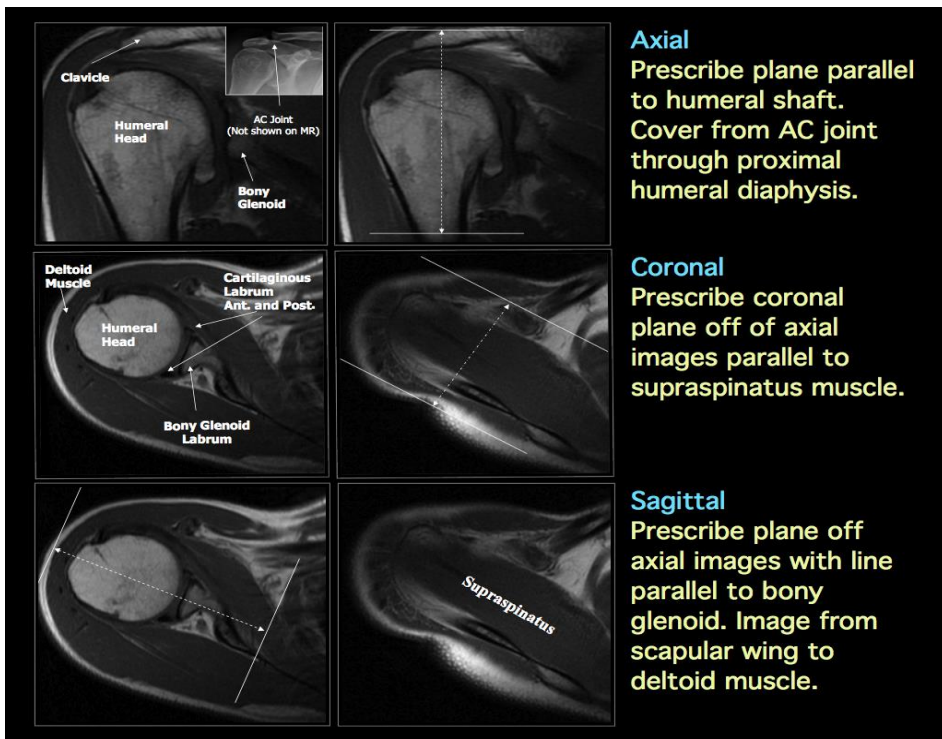 Clavicle
Humeral
Head
AC Joint
(Not shown on MR)
Bony
Glenoid
Axial
Prescribe plane parallel
to humeral shaft.
Cover from AC joint
through proximal
humeral diaphysis.
Deltoid
Muscle
Humeral
Head
Cartilaginous
Labrum
Ant. and Post.
Bony Glenoid
Labrum
Coronal
Prescribe coronal
plane off of axial
images parallel to
supraspinatus muscle.
Supraspinatus
Sagittal
Prescribe plane off
axial images with line
parallel to bony
glenoid. Image from
scapular wing to
deltoid muscle.